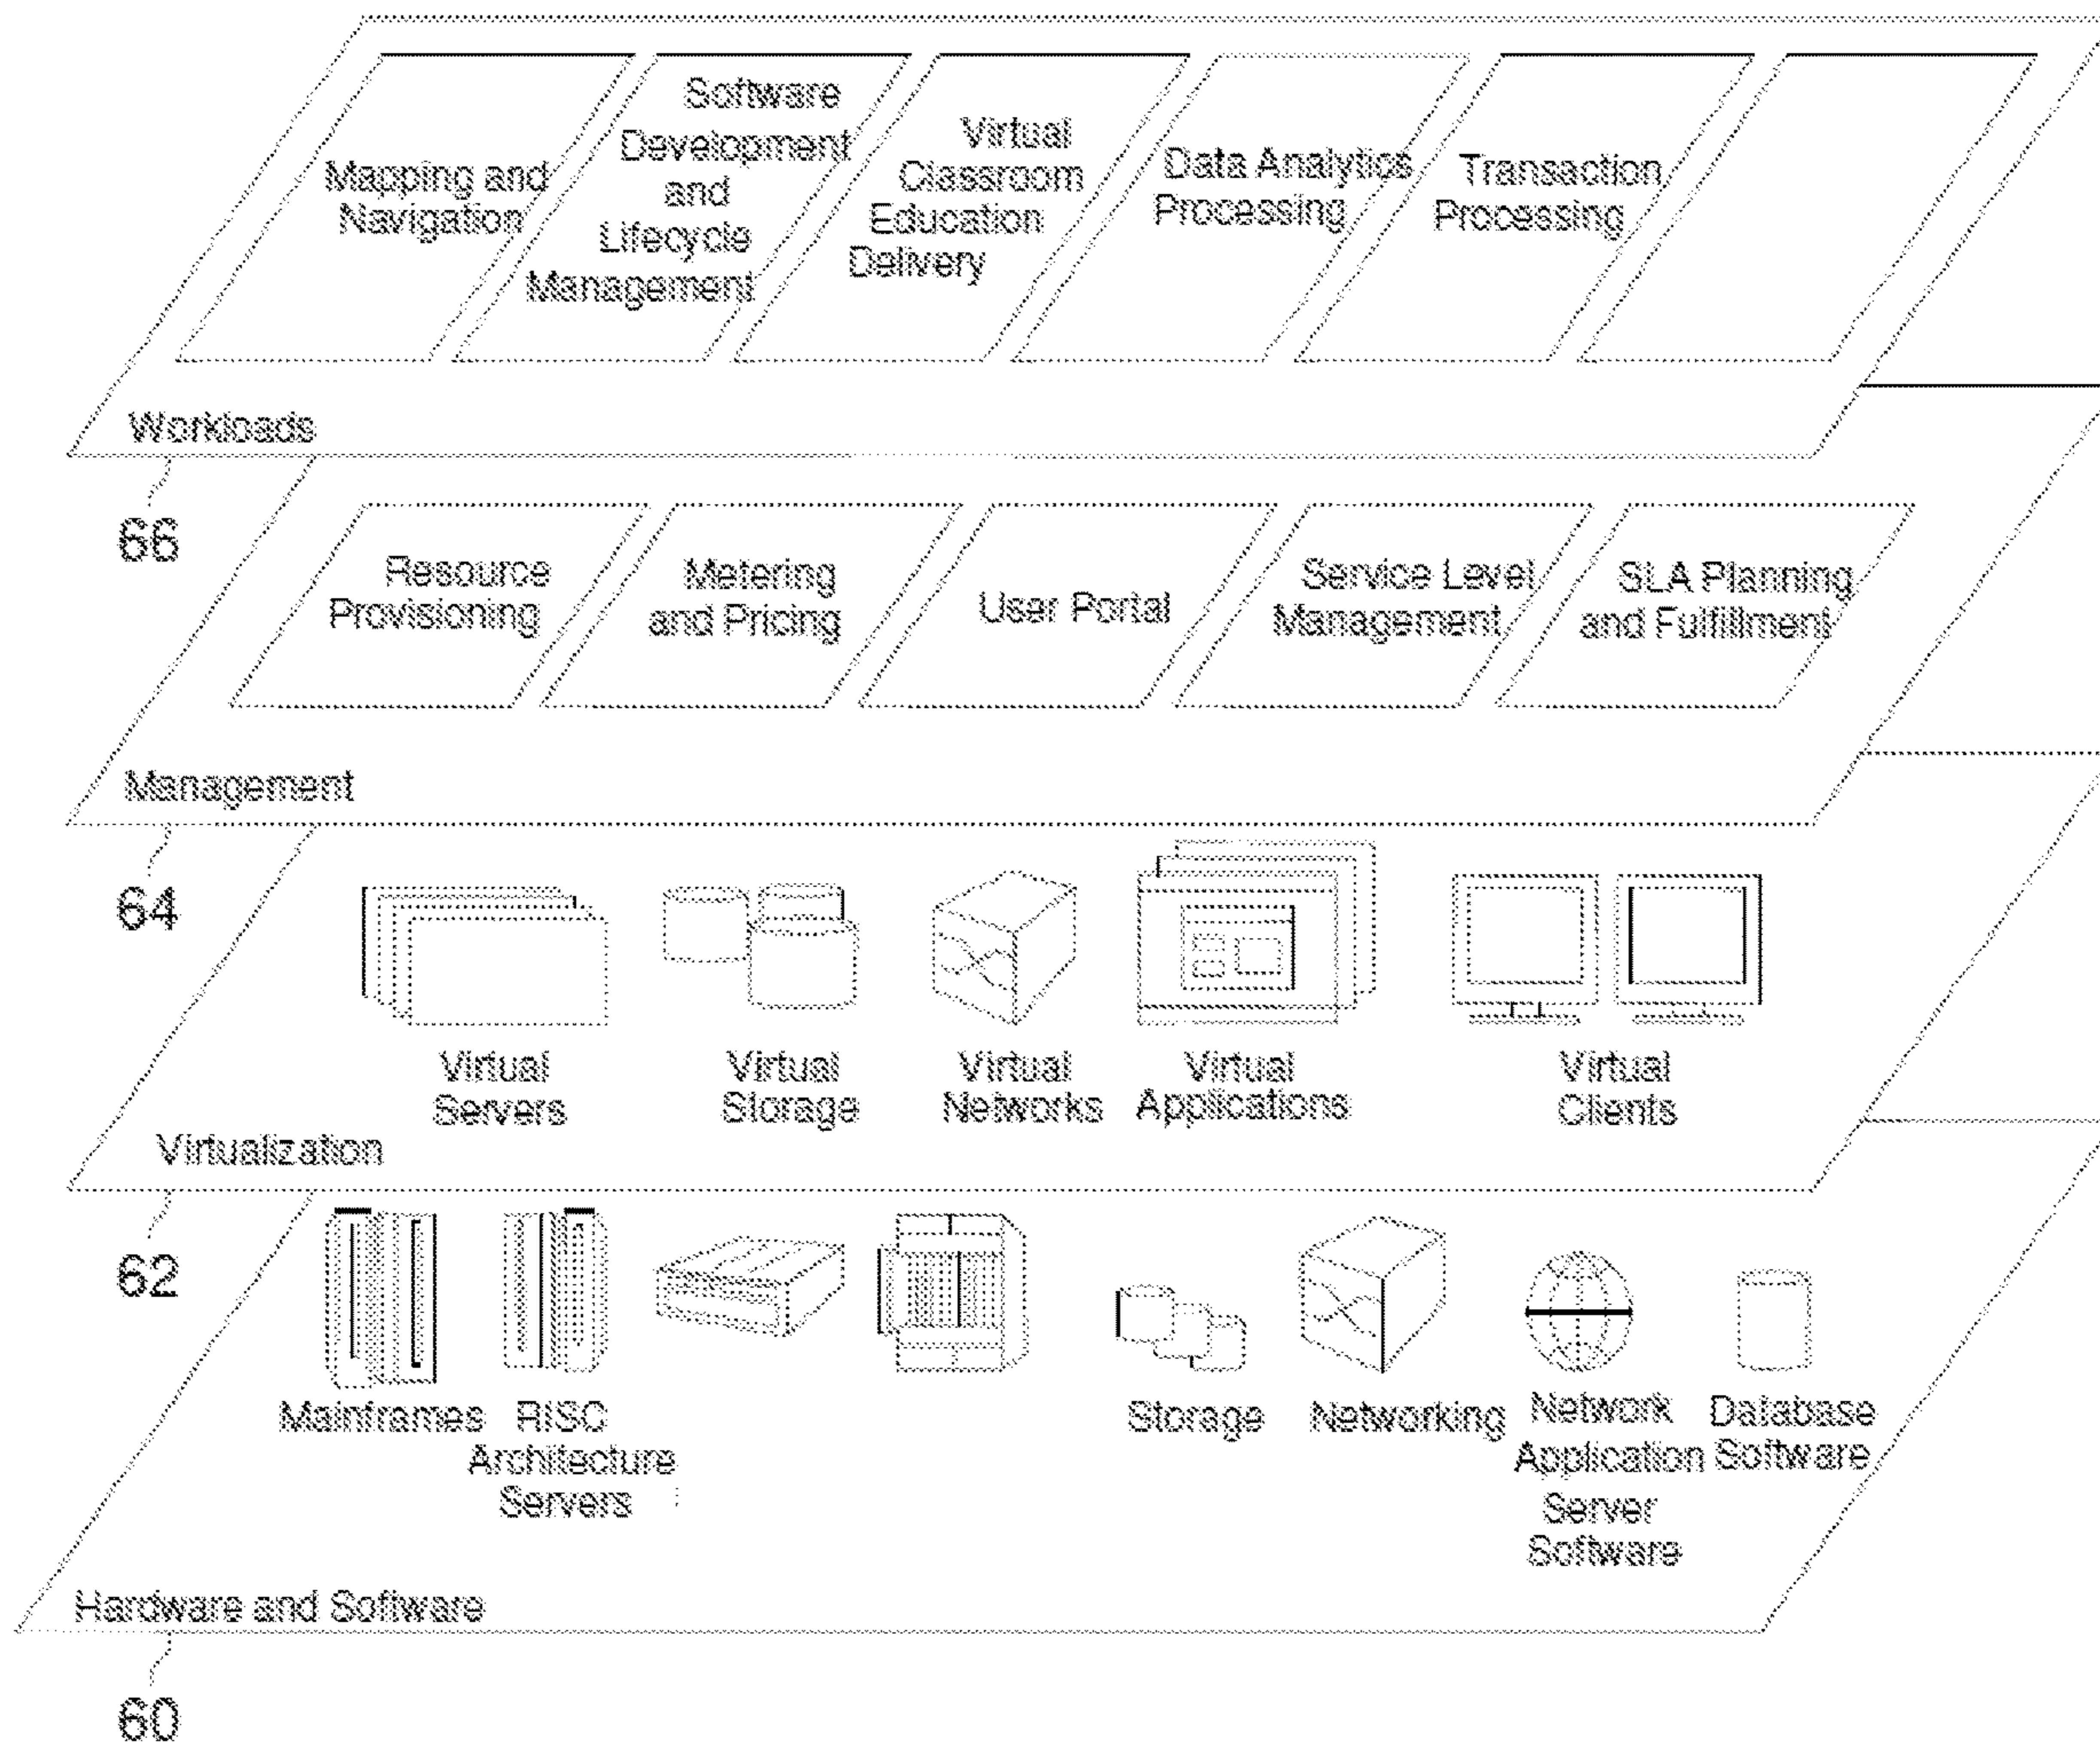 Mapping and
Navigation
Software
Development
and
Lifecycle
Management
Virtual
Classroom
Education
Delivery
Data Analytics
Processing
Transaction
Processing
Workloads
66
Resource
Provisioning
Metering
and Pricing
User Portal
Service Level
Management
SLA Planning
and Fulfillment
Management
64
Virtual
Servers
Virtual
Storage
Virtual
Networks
Virtual
Applications
Virtual
Clients
Virtualization
62
Mainframes
RISC
Architecture
Servers
Storage
Networking
Network
Application
Server
Software
Database
Software
Hardware and Software
60